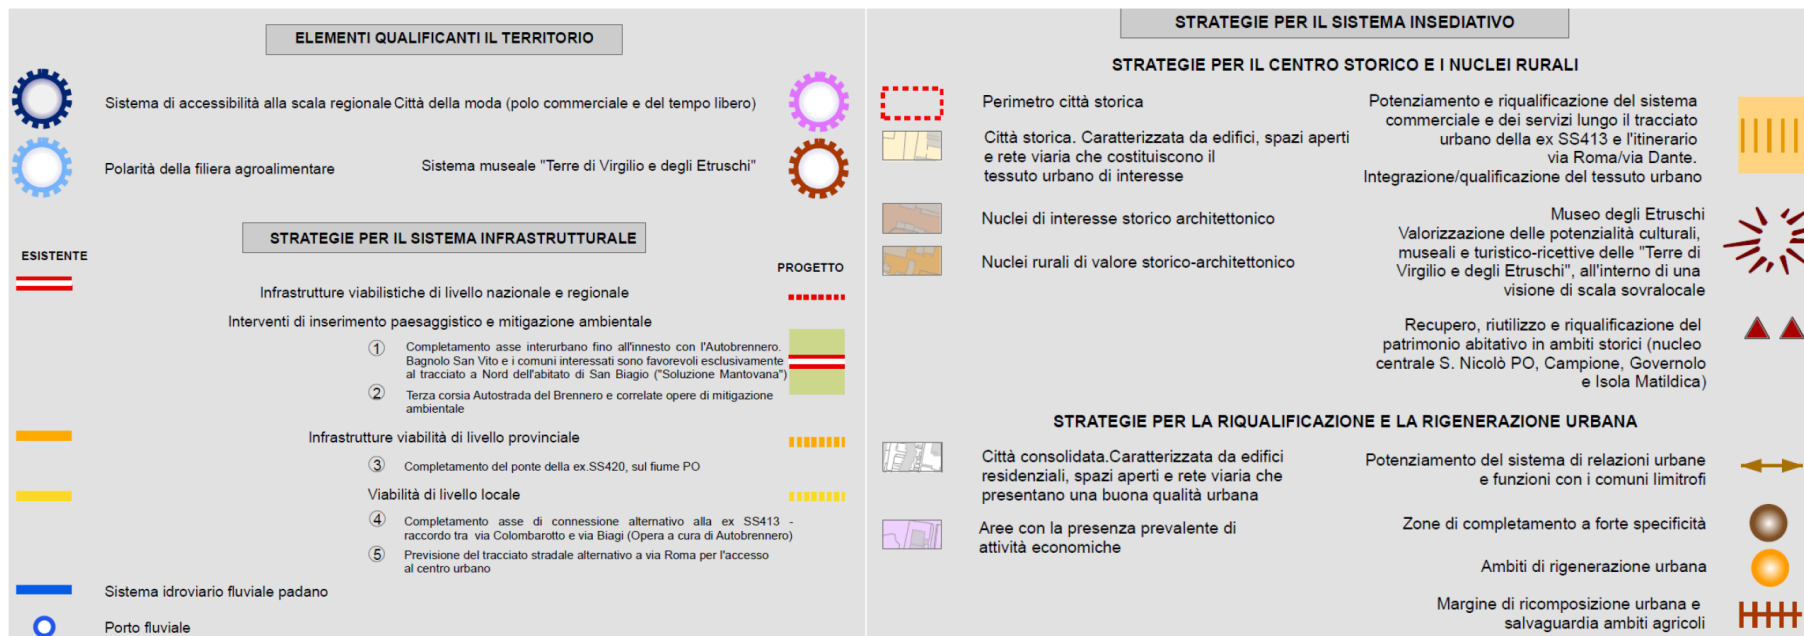 ELEMENTI QUALIFICANTI IL TERRITORIO
Sistema di accessibilità alla scala regionale
Città della moda (polo commerciale e del tempo libero)
Polarità della filiera agroalimentare
Sistema museale "Terre di Virgilio e degli Etruschi"
STRATEGIE PER IL SISTEMA INFRASTRUTTURALE
ESISTENTE
PROGETTO
Infrastrutture viabilistiche di livello nazionale e regionale
Interventi di inserimento paesaggistico e mitigazione ambientale
1 Completamento asse interurbano fino all'innesto con l'Autobrennero.
Bagnolo San Vito e i comuni interessati sono favorevoli esclusivamente
al tracciato a Nord dell'abitato di San Biagio ("Soluzione Mantovana")
2 Terza corsia Autostrada del Brennero e correlate opere di mitigazione
ambientale
Infrastrutture viabilità di livello provinciale
3 Completamento del ponte della ex.SS420, sul fiume PO
Viabilità di livello locale
4 Completamento asse di connessione alternativo alla ex SS413 -
raccordo tra via Colombarotto e via Biagi (Opera a cura di Autobrennero)
5 Previsione del tracciato stradale alternativo a via Roma per l'accesso
al centro urbano
Sistema idroviario fluviale padano
Porto fluviale
STRATEGIE PER IL SISTEMA INSEDIATIVO
STRATEGIE PER IL CENTRO STORICO E I NUCLEI RURALI
Perimetro città storica
Città storica. Caratterizzata da edifici, spazi aperti
e rete viaria che costituiscono il
tessuto urbano di interesse
Nuclei di interesse storico architettonico
Nuclei rurali di valore storico-architettonico
Potenziamento e riqualificazione del sistema
commerciale e dei servizi lungo il tracciato
urbano della ex SS413 e l'itinerario
via Roma/via Dante.
Integrazione/qualificazione del tessuto urbano
Museo degli Etruschi
Valorizzazione delle potenzialità culturali,
museali e turistico-ricettive delle "Terre di
Virgilio e degli Etruschi", all'interno di una
visione di scala sovralocale
Recupero, riutilizzo e riqualificazione del
patrimonio abitativo in ambiti storici (nucleo
centrale S. Nicolò PO, Campione, Governolo
e Isola Matildica)
STRATEGIE PER LA RIQUALIFICAZIONE E LA RIGENERAZIONE URBANA
Città consolidata.Caratterizzata da edifici
residenziali, spazi aperti e rete viaria che
presentano una buona qualità urbana
Aree con la presenza prevalente di
attività economiche
Potenziamento del sistema di relazioni urbane
e funzioni con i comuni limitrofi
Zone di completamento a forte specificità
Ambiti di rigenerazione urbana
Margine di ricomposizione urbana e
salvaguardia ambiti agricoli